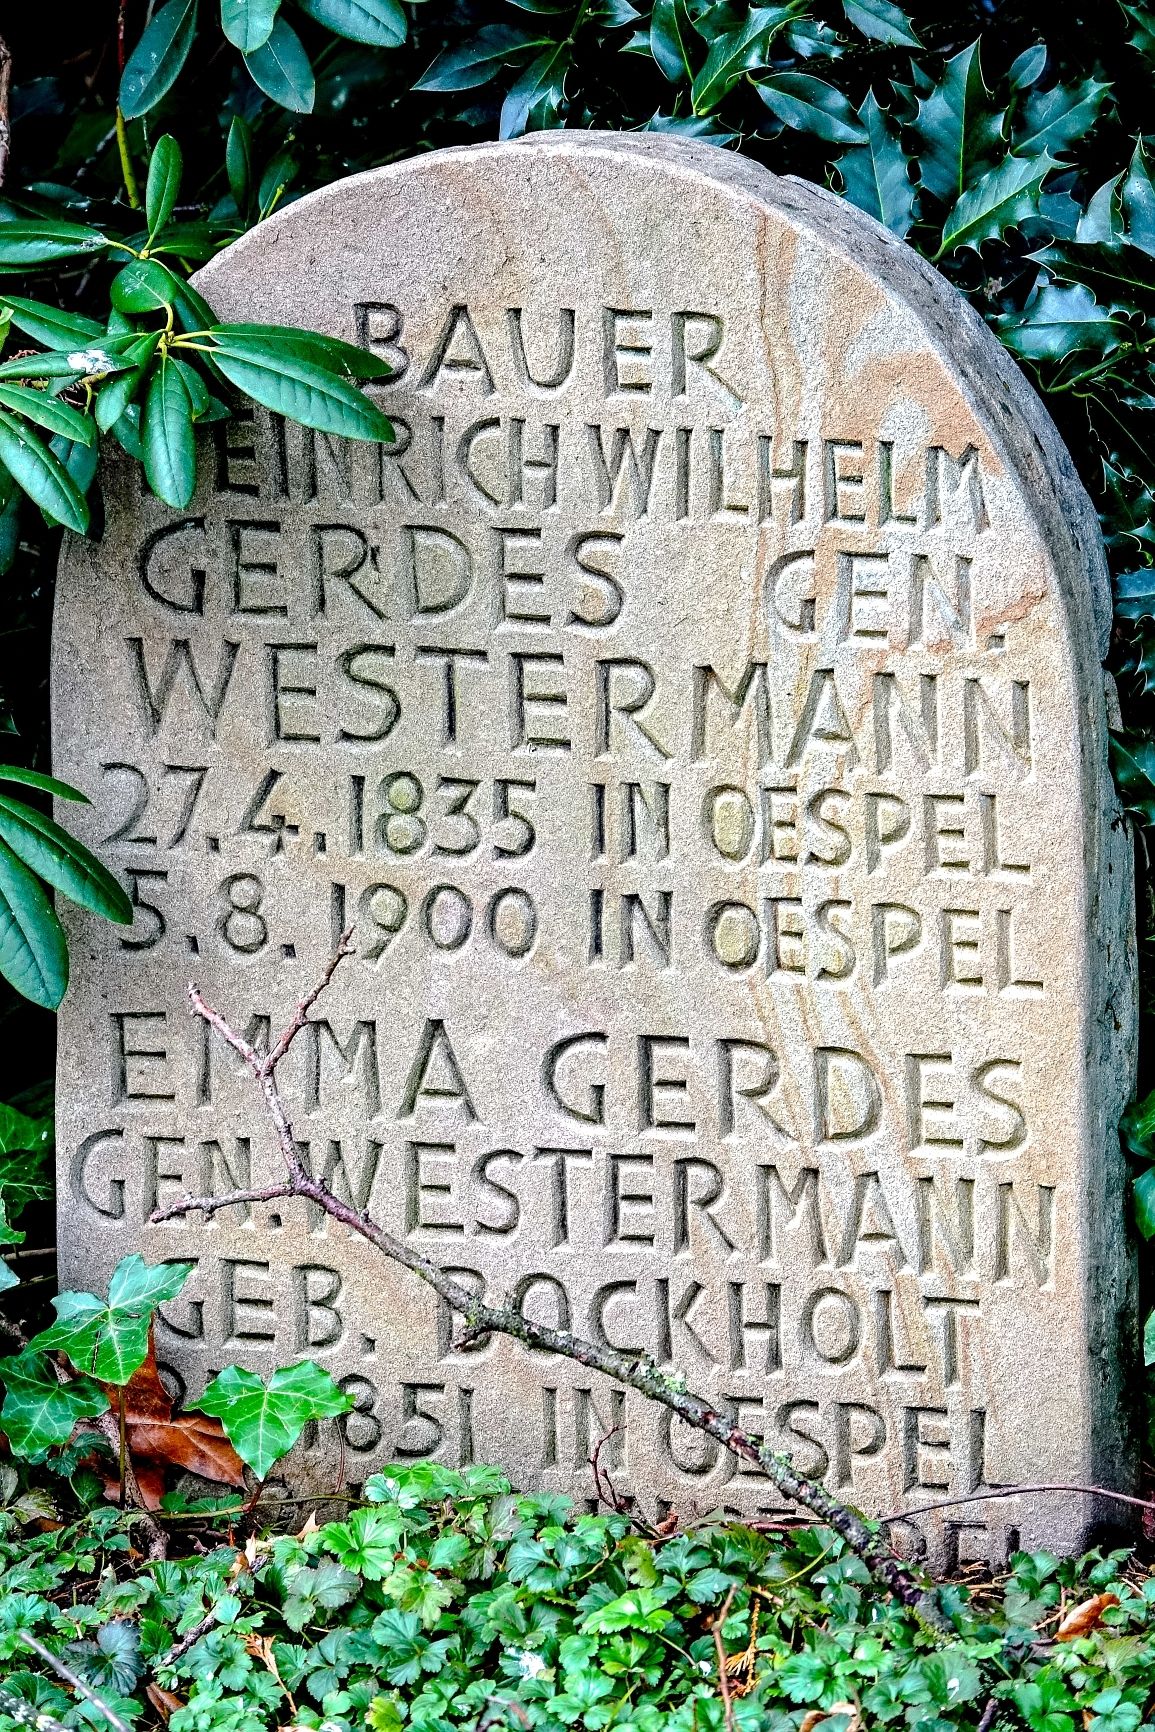 BAUER
HEINRICH WILHELM
GERDES GEN.
WESTERMANN
27.4.1835 IN OESPEL
5.8.1900 IN OESPEL
EMMA GERDES
GEN. WESTERMANN
GEB. BOCKHOLT
1851 IN OESPEL